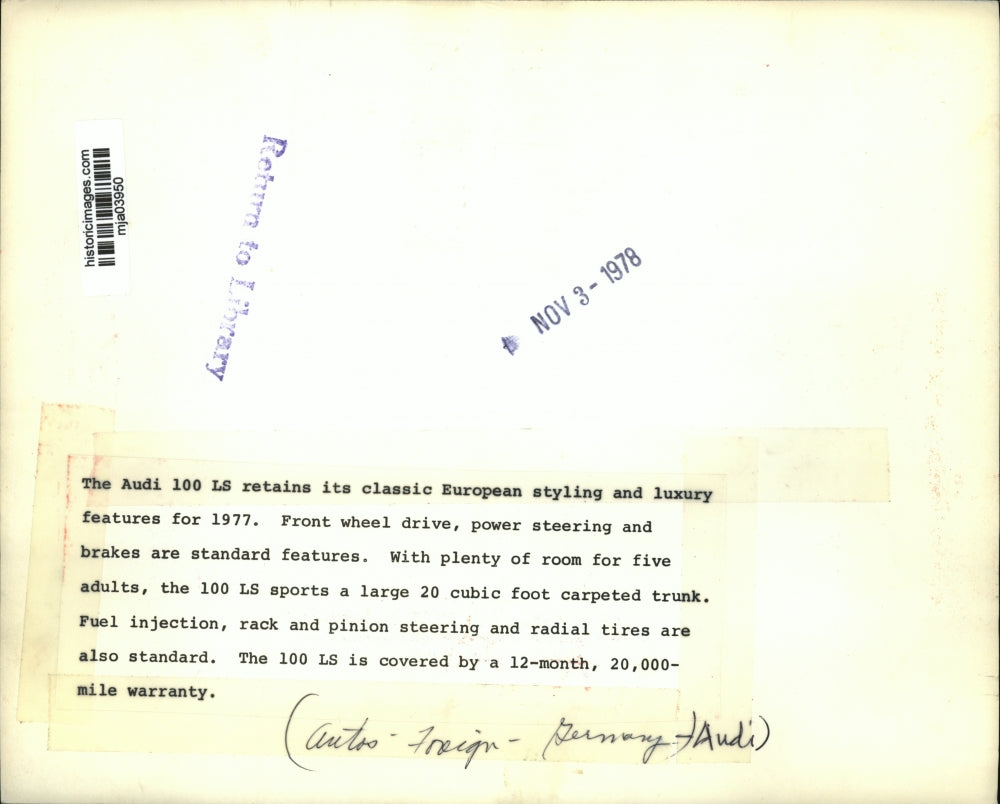 historicimages.com
mja03950
Return to Library
NOV 3 - 1978
The Audi 100 LS retains its classic European styling and luxury
features for 1977.  Front wheel drive, power steering and
brakes are standard features.  With plenty of room for five
adults, the 100 LS sports a large 20 cubic foot carpeted trunk.
Fuel injection, rack and pinion steering and radial tires are
also standard.  The 100 LS is covered by a 12-month, 20,000-
mile warranty.
(Autos - Foreign - Germany - Audi)